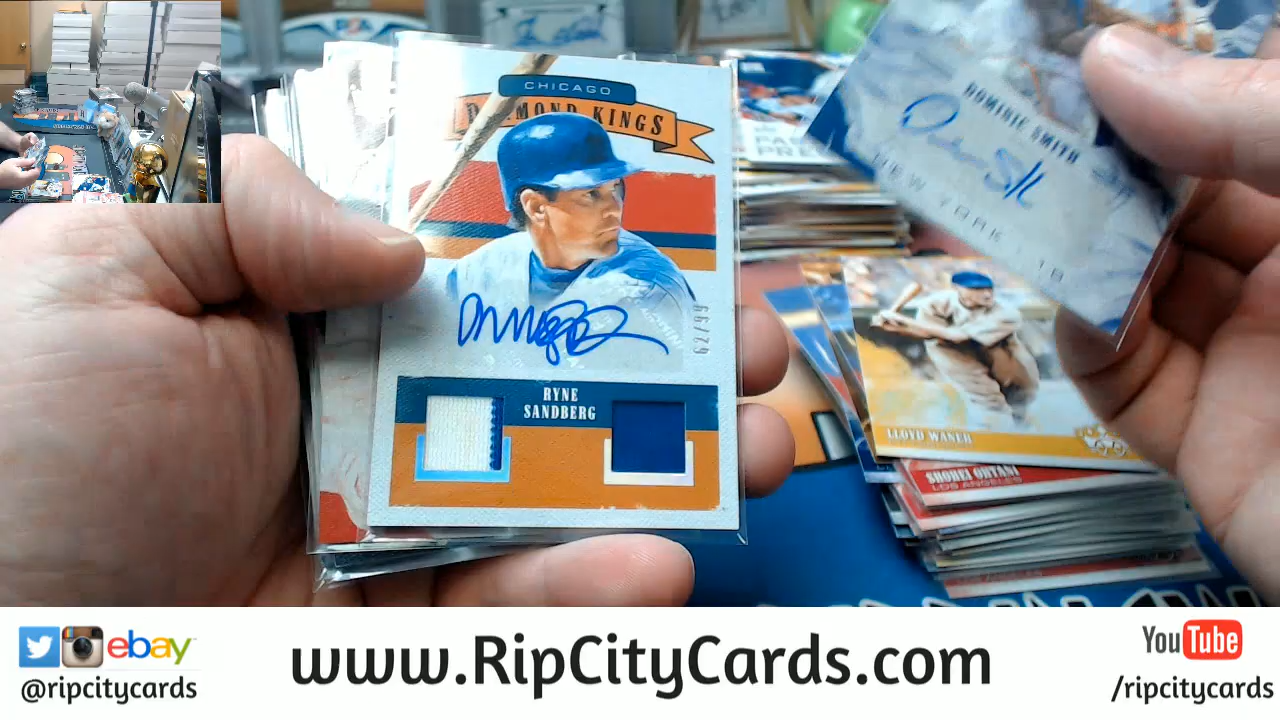 CHICAGO
DIAMOND KINGS
62/99
RYNE
SANDBERG
DOMINIC SMITH
NEW YORK
LLOYD WANER
SHOHEI OHTANI
LOS ANGELES
ebay
@ripcitycards
www.RipCityCards.com
YouTube
/ripcitycards